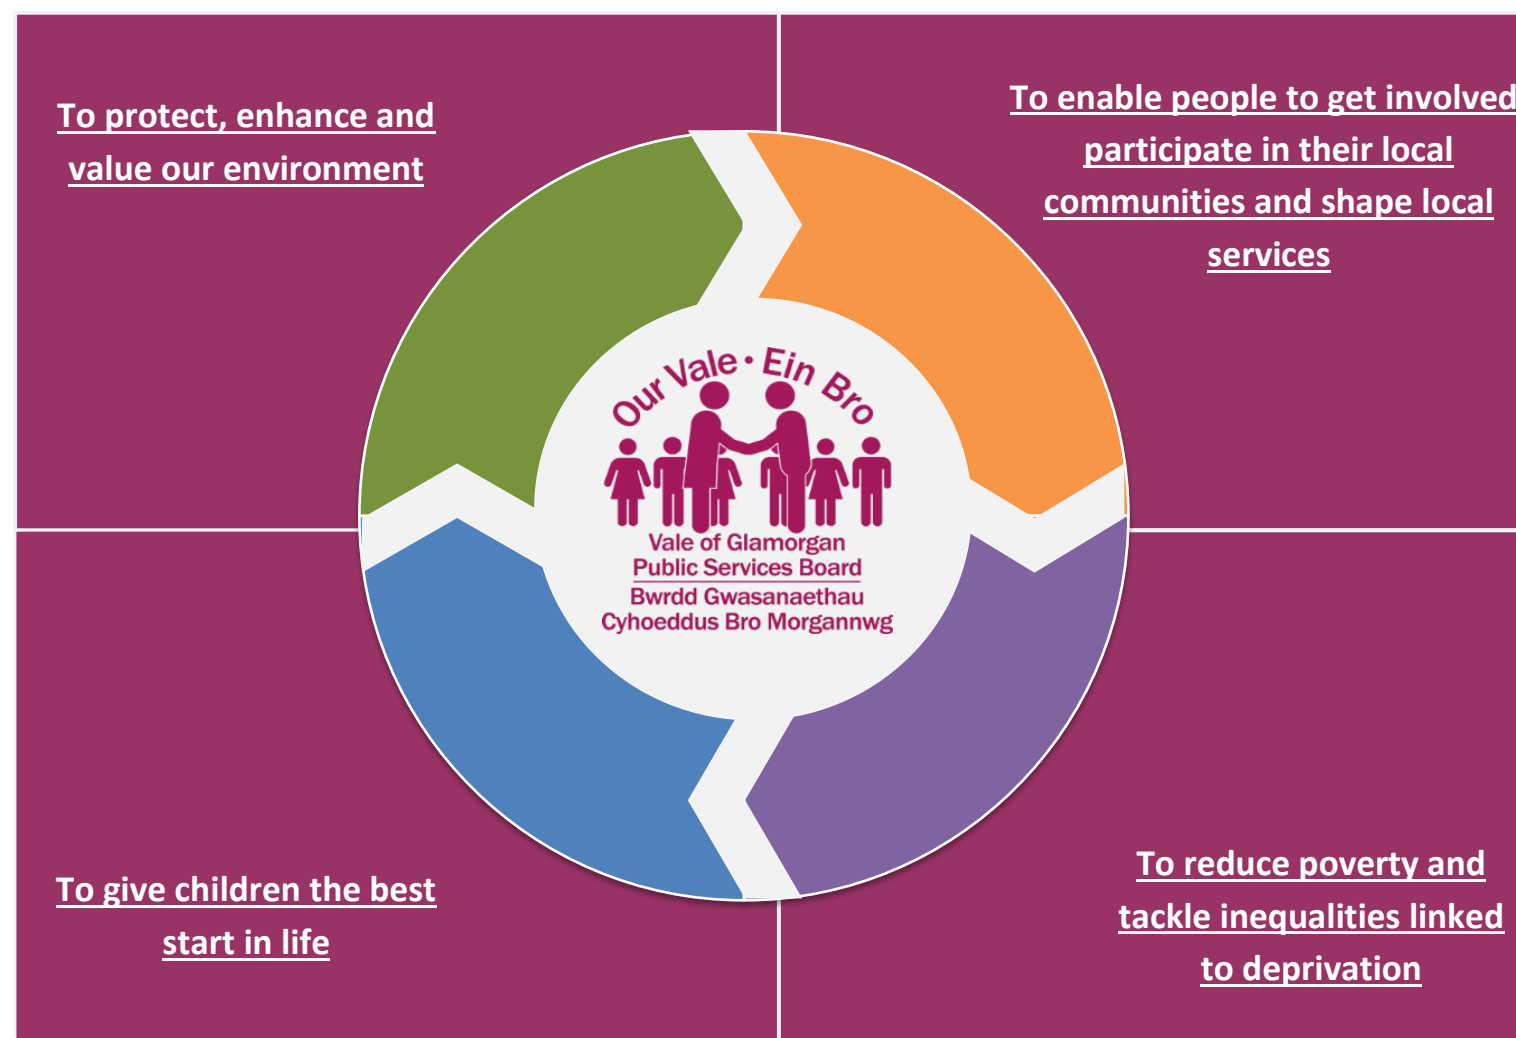 To protect, enhance and
value our environment
To enable people to get involved
participate in their local
communities and shape local
services
Our Vale • Ein Bro
Vale of Glamorgan
Public Services Board
Bwrdd Gwasanaethau
Cyhoeddus Bro Morgannwg
To give children the best
start in life
To reduce poverty and
tackle inequalities linked
to deprivation